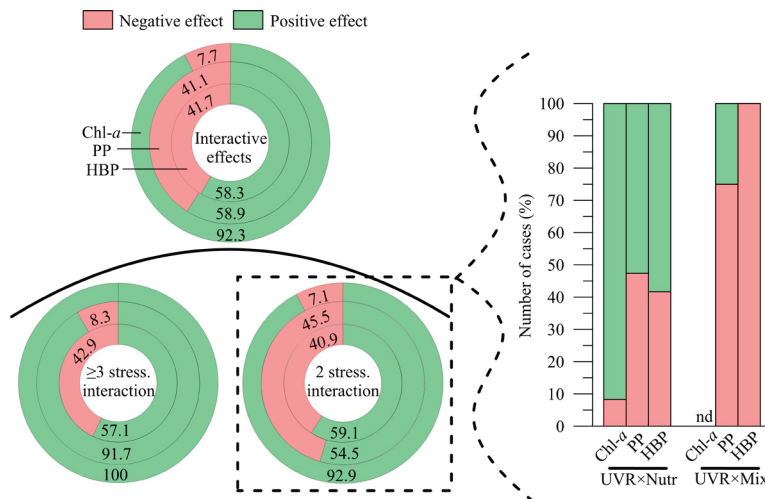 Negative effect
Positive effect
7.7
41.1
41.7
Chl-a
PP
HBP
Interactive
effects
58.3
58.9
92.3
8.3
42.9
≥3 stress.
interaction
57.1
91.7
100
7.1
45.5
40.9
2 stress.
interaction
59.1
54.5
92.9
Number of cases (%)
100
90
80
70
60
50
40
30
20
10
0
nd
Chl-a
PP
HBP
Chl-a
PP
HBP
UVR×Nutr
UVR×Mix